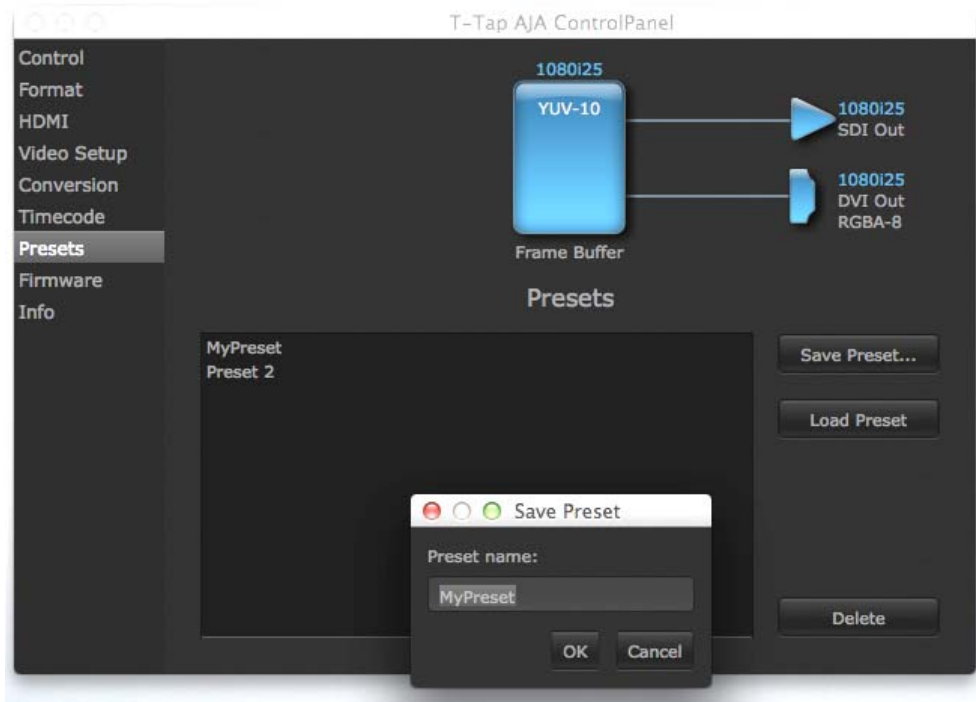 T-Tap AJA ControlPanel
Control
Format
HDMI
Video Setup
Conversion
Timecode
Presets
Firmware
Info
1080i25
YUV-10
Frame Buffer
1080i25
SDI Out
1080i25
DVI Out
RGBA-8
Presets
MyPreset
Preset 2
Save Preset...
Load Preset
Delete
Save Preset
Preset name:
MyPreset
OK
Cancel